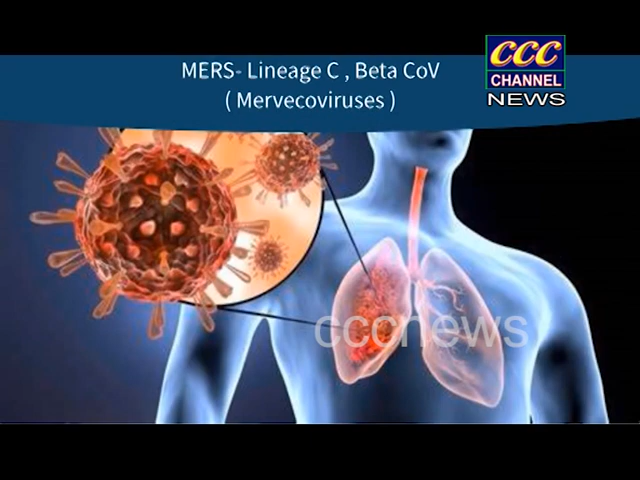 MERS- Lineage C , Beta CoV
( Mervecoviruses )
CCC
CHANNEL
NEWS
cccnews